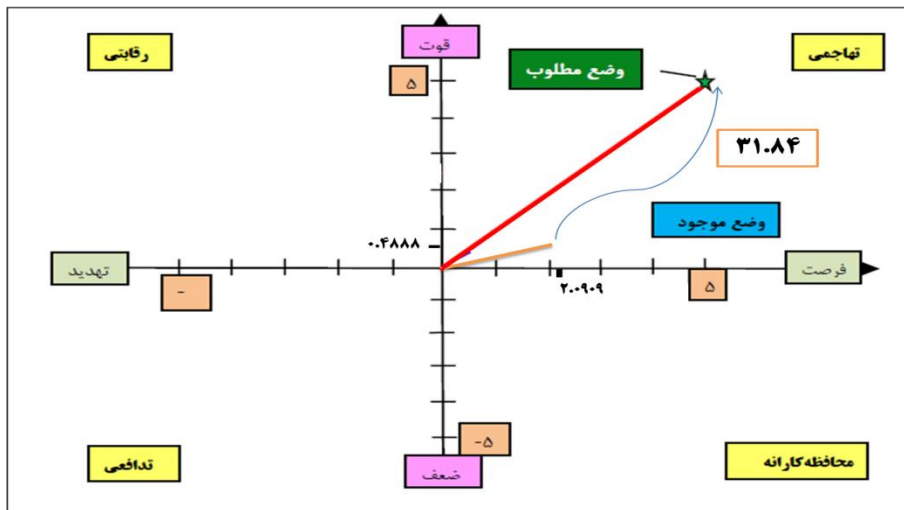 تهاجمی
قوت
رقابتی
وضع مطلوب
۵
۳۱.۸۴
وضع موجود
۰.۴۸۸۸
فرصت
تهدید
۵
-
۲.۰۹۰۹
-۵
ضعف
محافظه‌کارانه
تدافعی